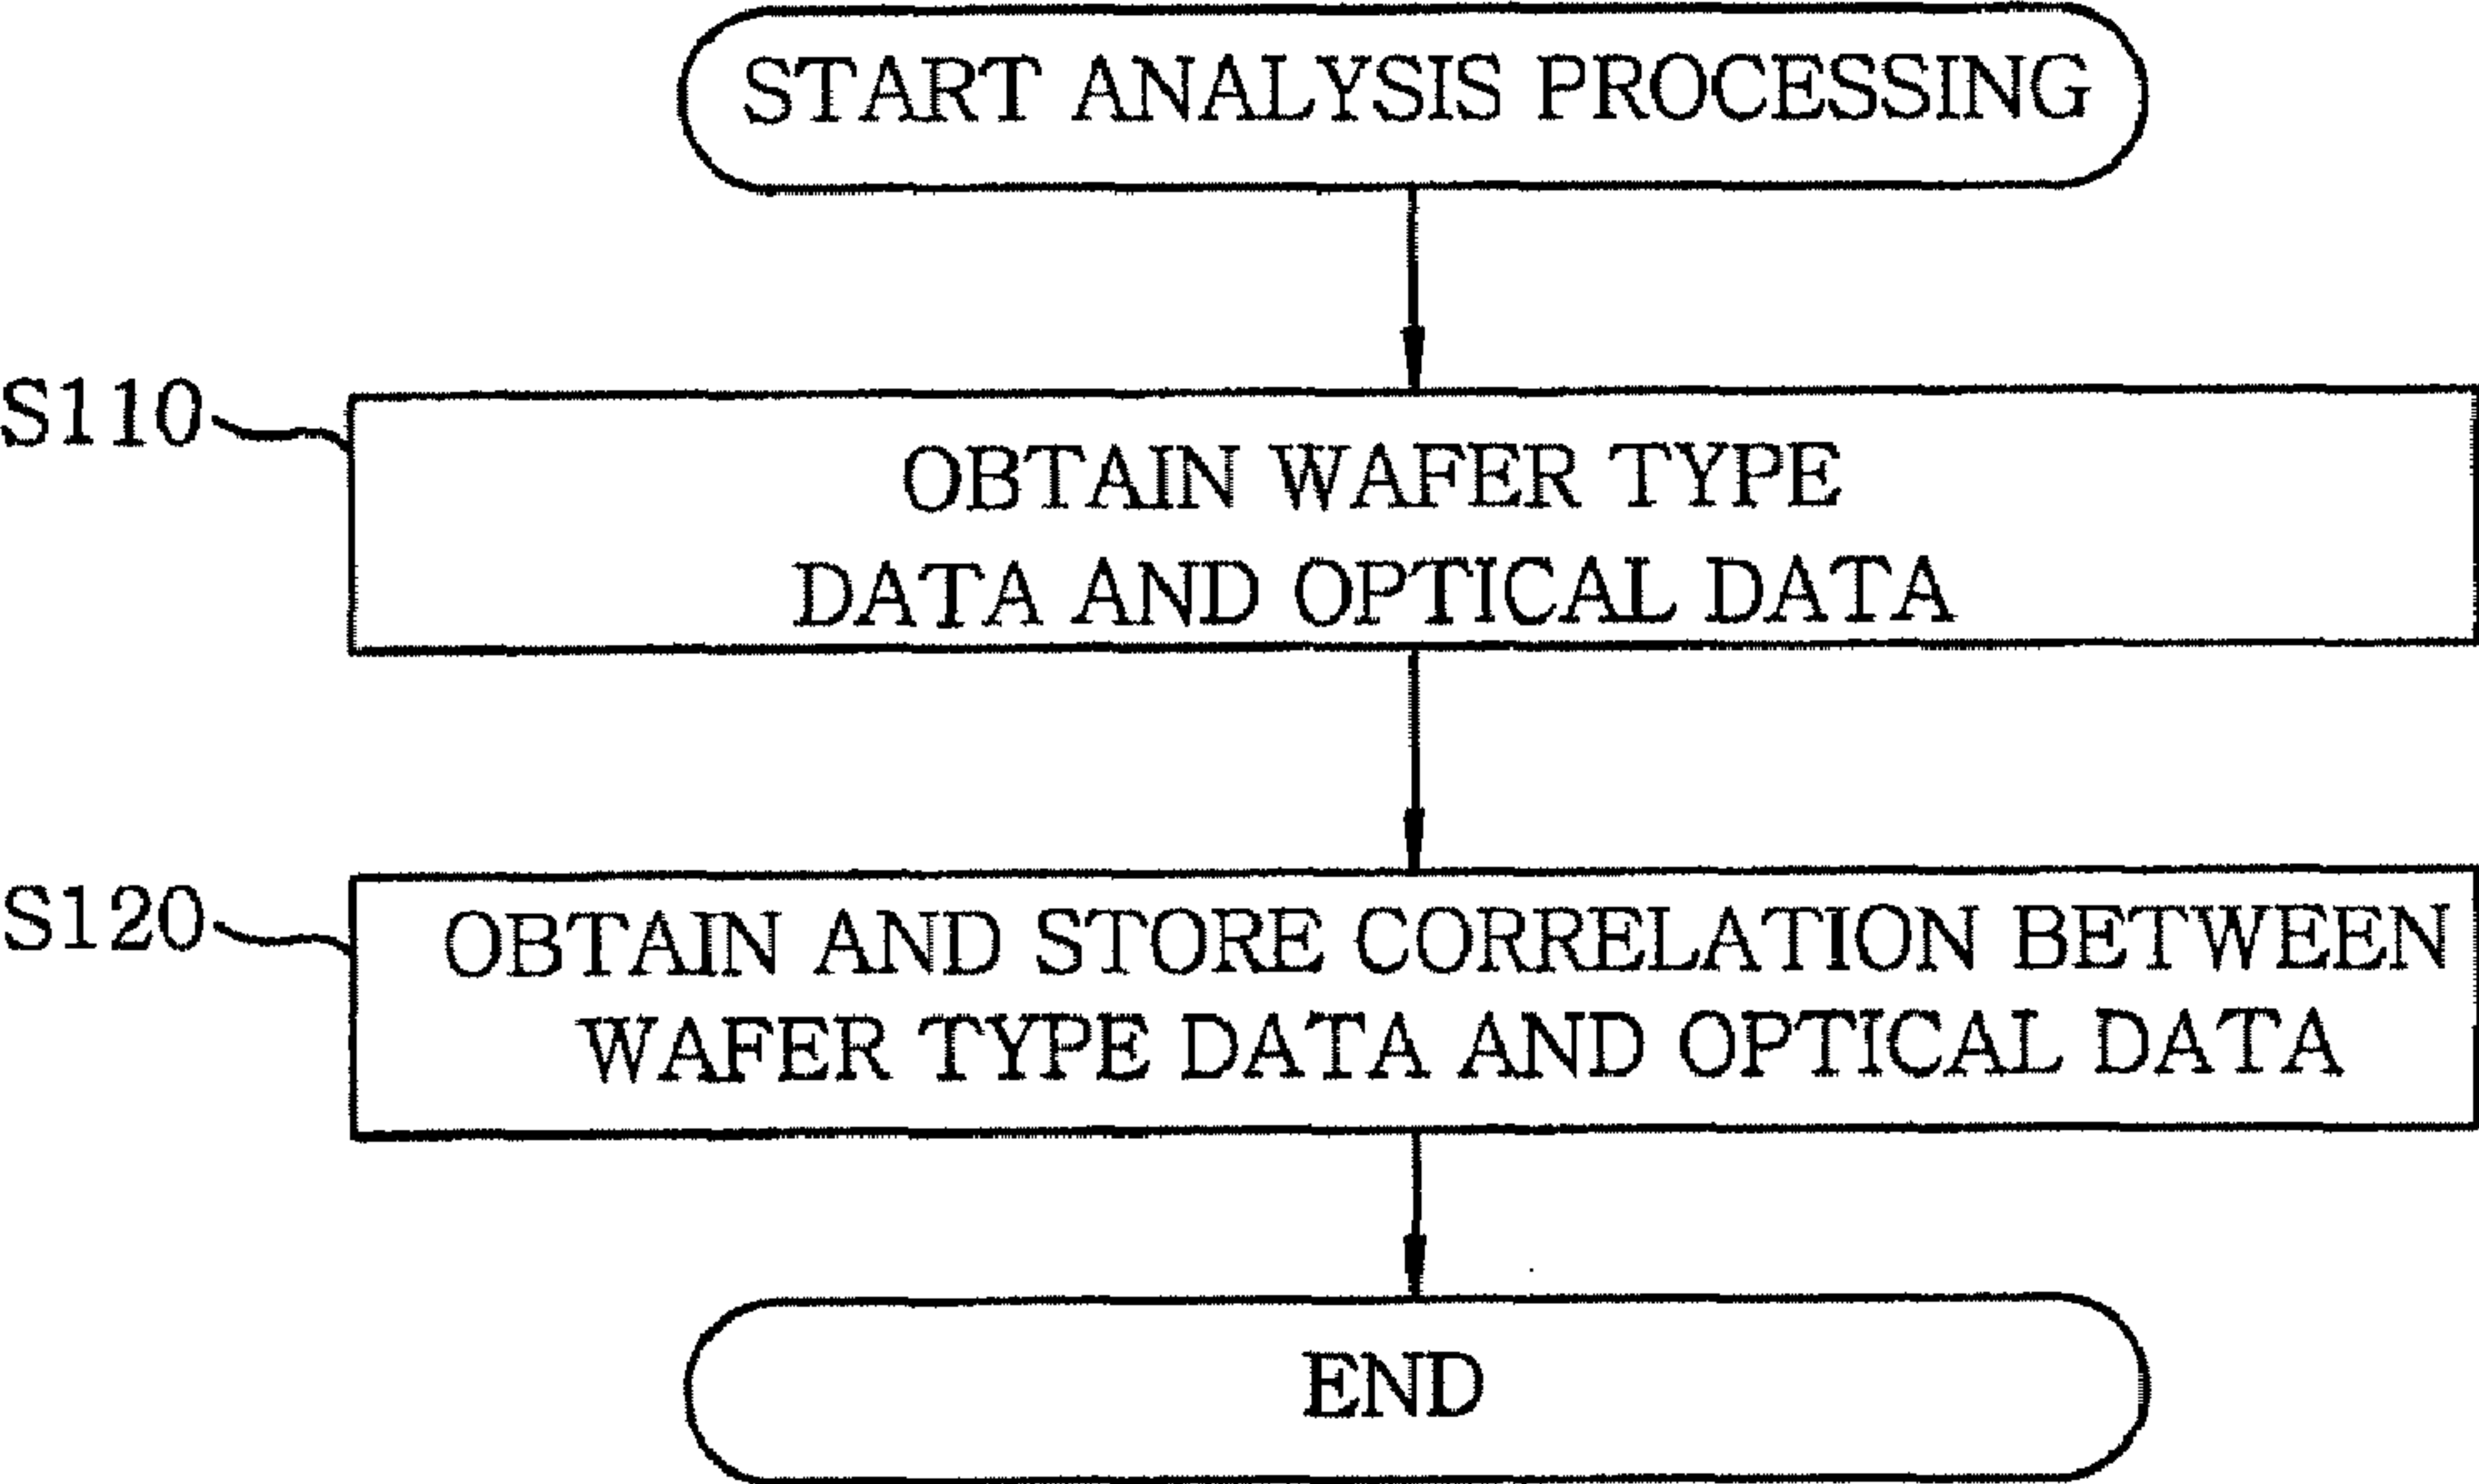 START ANALYSIS PROCESSING
S110
OBTAIN WAFER TYPE
DATA AND OPTICAL DATA
S120
OBTAIN AND STORE CORRELATION BETWEEN
WAFER TYPE DATA AND OPTICAL DATA
END